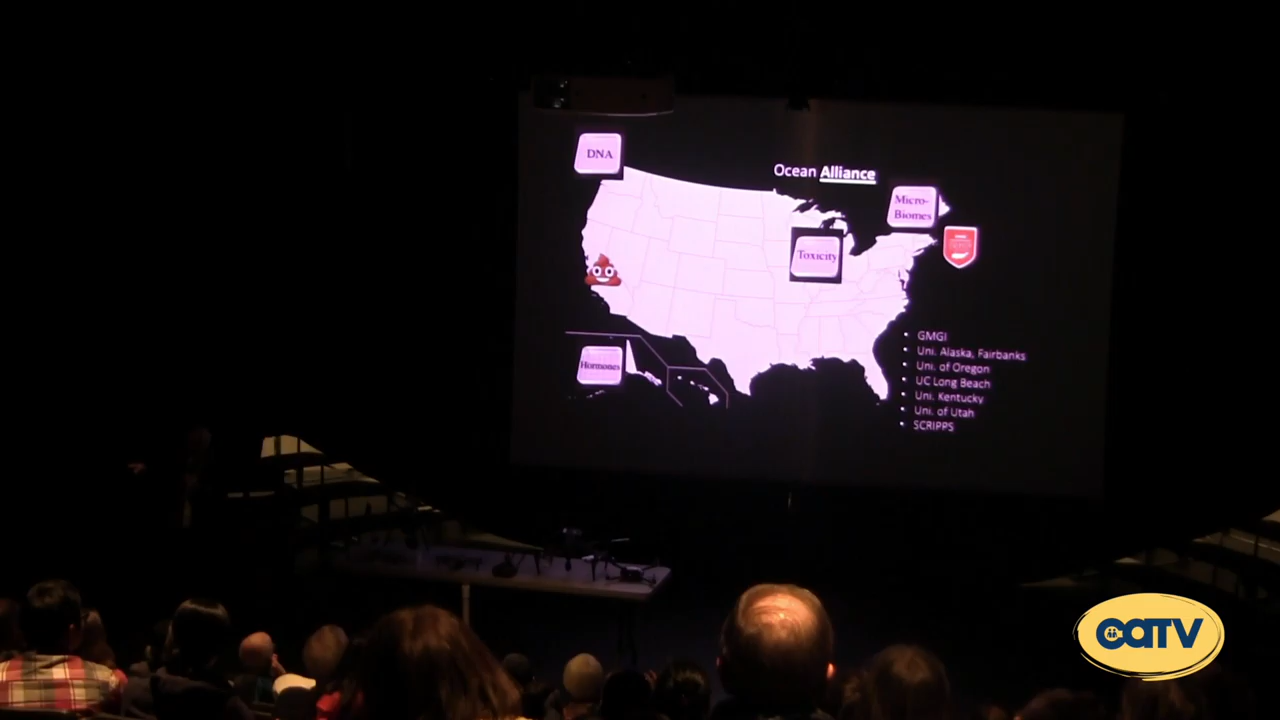 DNA
Ocean Alliance
Micro-
Biomes
Toxicity
Hormones
• GMGI
• Uni. Alaska, Fairbanks
• Uni. of Oregon
• UC Long Beach
• Uni. Kentucky
• Uni. of Utah
• SCRIPPS
CATV